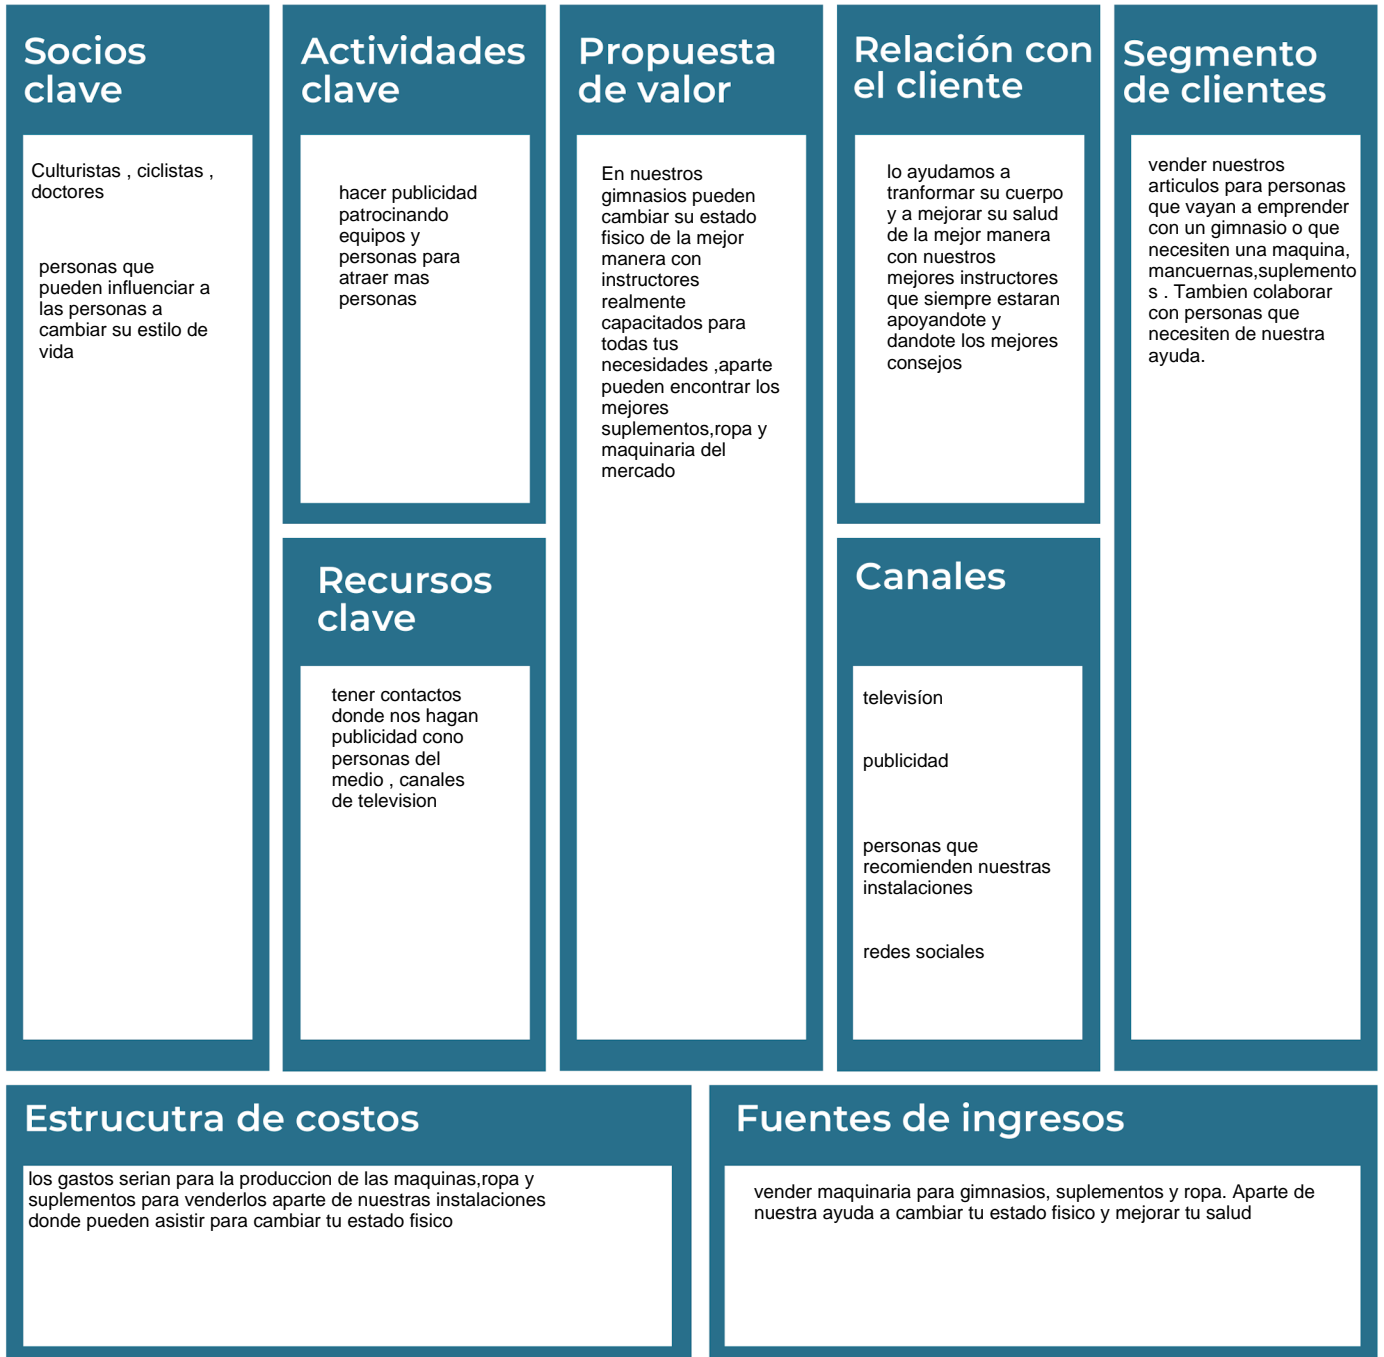 Socios
clave
Culturistas , ciclistas ,
doctores
personas que
pueden influenciar a
las personas a
cambiar su estilo de
vida
Actividades
clave
hacer publicidad
patrocinando
equipos y
personas para
atraer mas
personas
Recursos
clave
tener contactos
donde nos hagan
publicidad cono
personas del
medio , canales
de television
Propuesta
de valor
En nuestros
gimnasios pueden
cambiar su estado
fisico de la mejor
manera con
instructores
realmente
capacitados para
todas tus
necesidades ,aparte
pueden encontrar los
mejores
suplementos,ropa y
maquinaria del
mercado
Relación con
el cliente
lo ayudamos a
tranformar su cuerpo
y a mejorar su salud
de la mejor manera
con nuestros
mejores instructores
que siempre estaran
apoyandote y
dandote los mejores
consejos
Canales
televisíon
publicidad
personas que
recomienden nuestras
instalaciones
redes sociales
Segmento
de clientes
vender nuestros
articulos para personas
que vayan a emprender
con un gimnasio o que
necesiten una maquina,
mancuernas,suplemento
s . Tambien colaborar
con personas que
necesiten de nuestra
ayuda.
Estrucutra de costos
los gastos serian para la produccion de las maquinas,ropa y
suplementos para venderlos aparte de nuestras instalaciones
donde pueden asistir para cambiar tu estado fisico
Fuentes de ingresos
vender maquinaria para gimnasios, suplementos y ropa. Aparte de
nuestra ayuda a cambiar tu estado fisico y mejorar tu salud